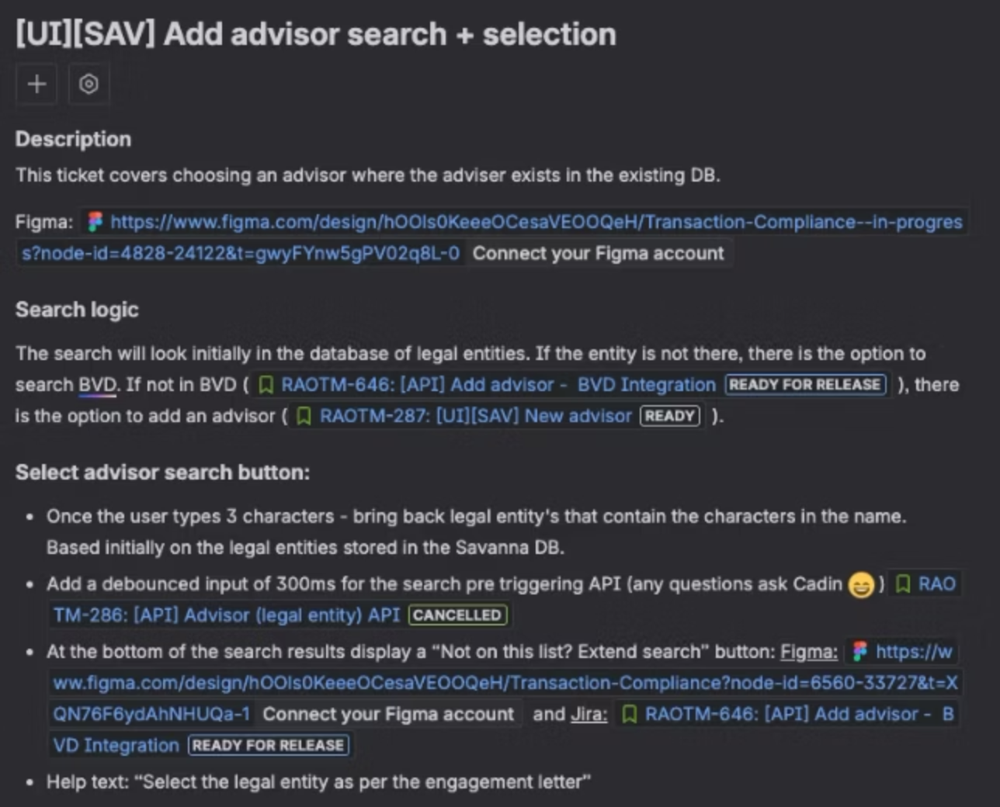 [UI][SAV] Add advisor search + selection
Description
This ticket covers choosing an advisor where the adviser exists in the existing DB.
Figma: https://www.figma.com/design/hOOls0KeeeOCesaVEOOQeH/Transaction-Compliance--in-progres
s?node-id=4828-24122&t=gwyFYnw5gPV02q8L-0 Connect your Figma account
Search logic
The search will look initially in the database of legal entities. If the entity is not there, there is the option to
search BVD. If not in BVD ( RAOTM-646: [API] Add advisor - BVD Integration READY FOR RELEASE ), there
is the option to add an advisor ( RAOTM-287: [UI][SAV] New advisor READY ).
Select advisor search button:
• Once the user types 3 characters - bring back legal entity's that contain the characters in the name.
Based initially on the legal entities stored in the Savanna DB.
• Add a debounced input of 300ms for the search pre triggering API (any questions ask Cadin 😄) RAO
TM-286: [API] Advisor (legal entity) API CANCELLED
• At the bottom of the search results display a “Not on this list? Extend search” button: Figma: https://w
ww.figma.com/design/hOOls0KeeeOCesaVEOOQeH/Transaction-Compliance?node-id=6560-33727&t=X
QN76F6ydAhNHUQa-1 Connect your Figma account and Jira: RAOTM-646: [API] Add advisor - B
VD Integration READY FOR RELEASE
• Help text: “Select the legal entity as per the engagement letter”